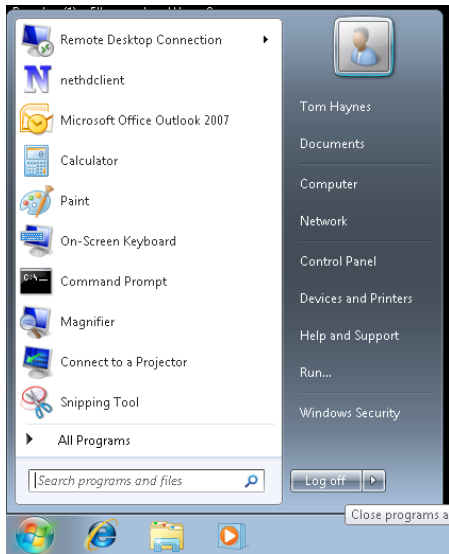 Remote Desktop Connection
nethdclient
Microsoft Office Outlook 2007
Calculator
Paint
On-Screen Keyboard
C:\_
Command Prompt
Magnifier
Connect to a Projector
Snipping Tool
All Programs
Search programs and files
Tom Haynes
Documents
Computer
Network
Control Panel
Devices and Printers
Help and Support
Run...
Windows Security
Log off
Close programs a